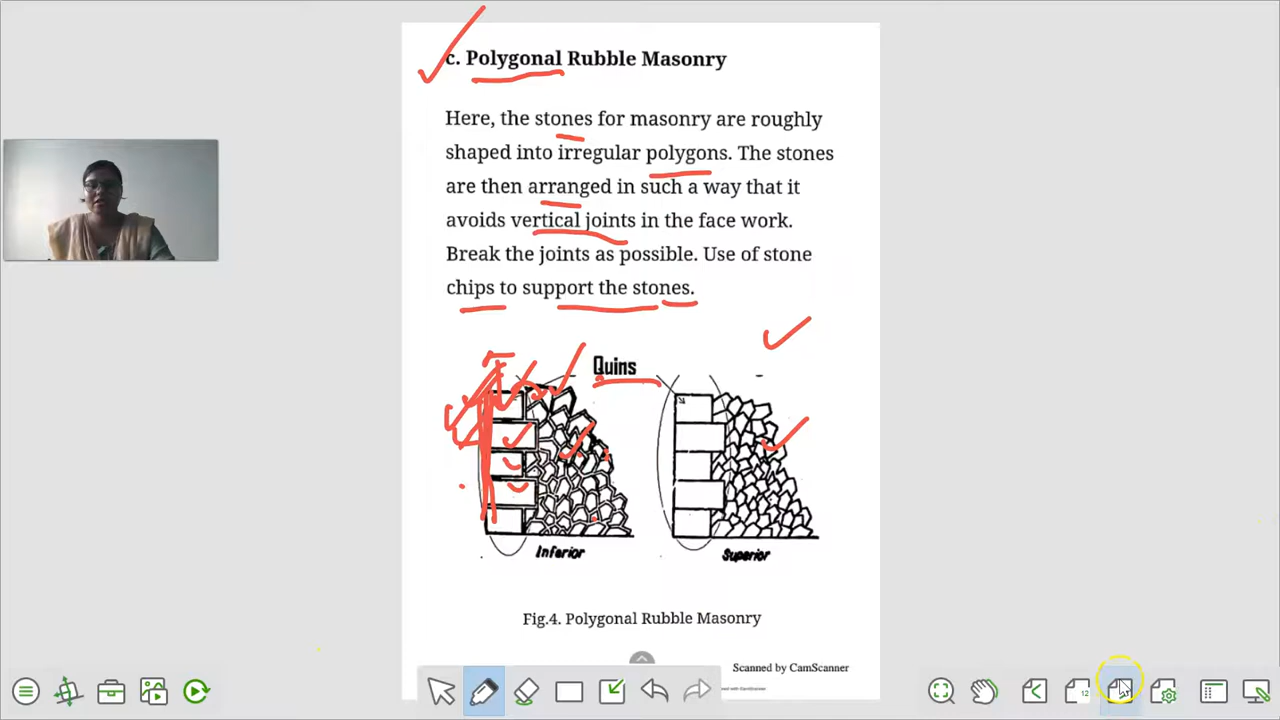 c. Polygonal Rubble Masonry
Here, the stones for masonry are roughly
shaped into irregular polygons. The stones
are then arranged in such a way that it
avoids vertical joints in the face work.
Break the joints as possible. Use of stone
chips to support the stones.
Quins
Inferior
Superior
Fig.4. Polygonal Rubble Masonry
Scanned by CamScanner
12